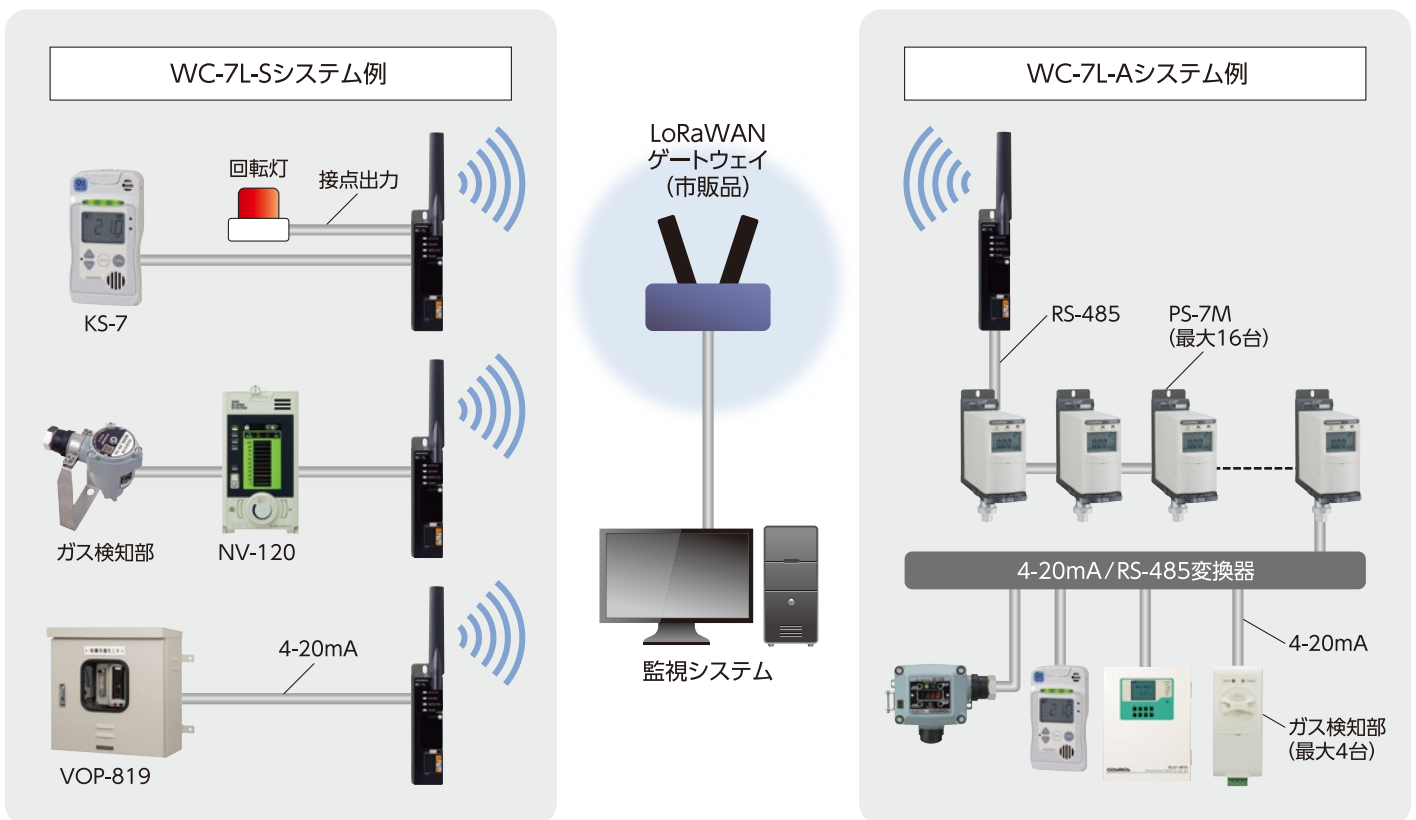 WC-7L-Sシステム例
回転灯
接点出力
KS-7
ガス検知部
NV-120
4-20mA
VOP-819
LoRaWAN
ゲートウェイ
(市販品)
監視システム
WC-7L-Aシステム例
RS-485
PS-7M
(最大16台)
4-20mA/RS-485変換器
4-20mA
ガス検知部
(最大4台)